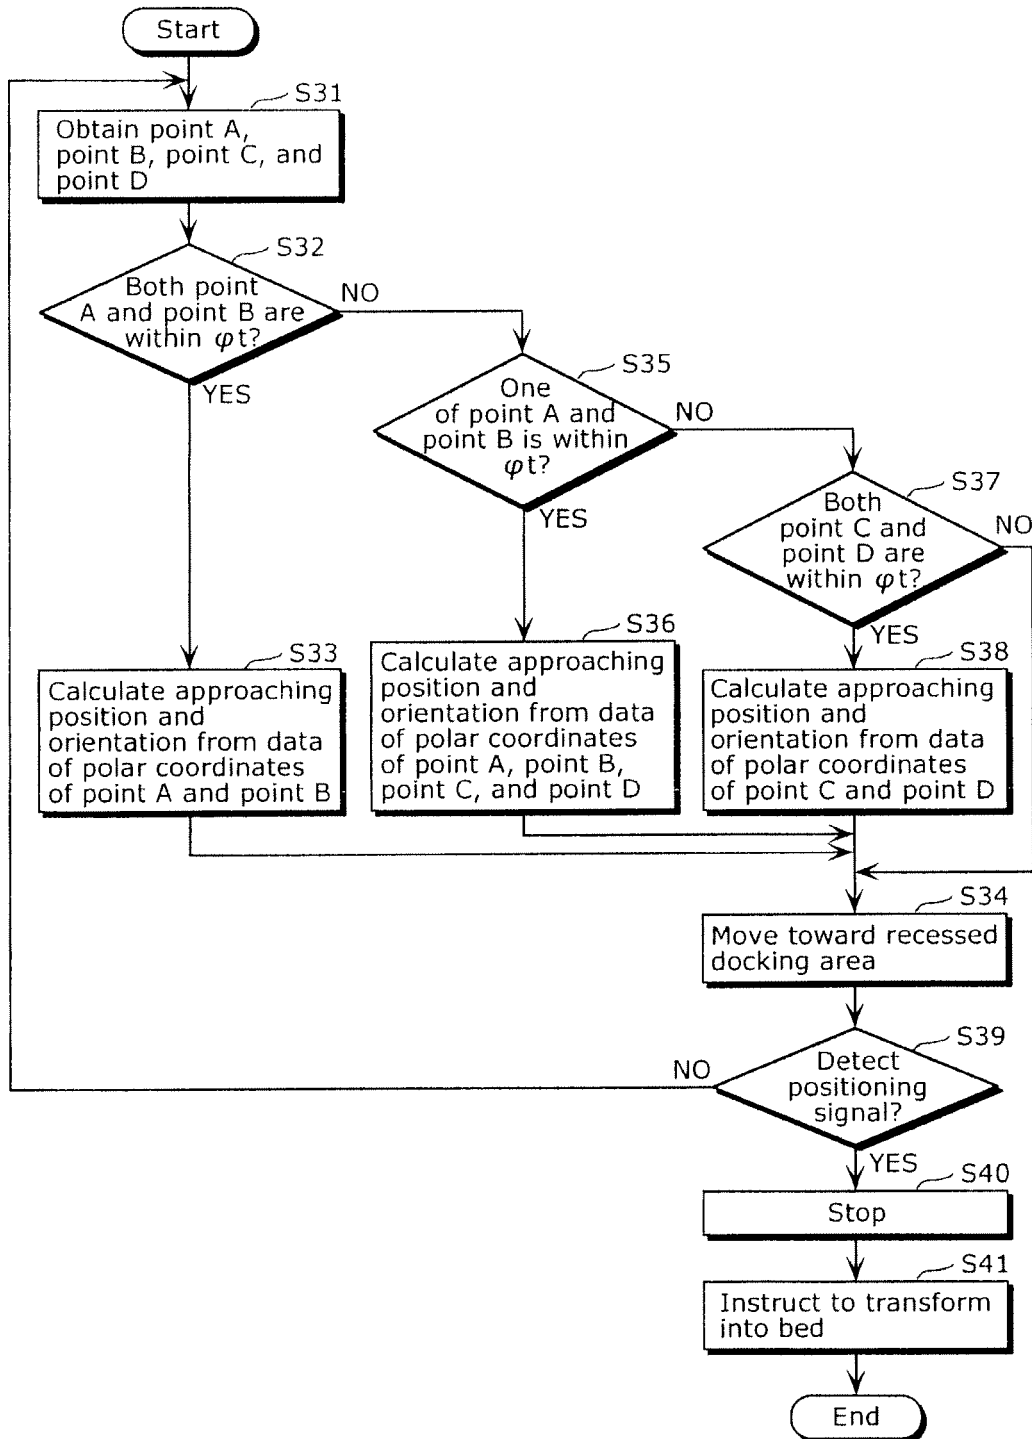 Start
S31
Obtain point A,
point B, point C, and
point D
S32
Both point
A and point B are
within φt?
NO
YES
S35
One
of point A and
point B is within
φt?
NO
YES
S37
Both
point C and
point D are
within φt?
NO
YES
S33
Calculate approaching
position and
orientation from data
of polar coordinates
of point A and point B
S36
Calculate approaching
position and
orientation from data
of polar coordinates
of point A, point B,
point C, and point D
S38
Calculate approaching
position and
orientation from data
of polar coordinates
of point C and point D
S34
Move toward recessed
docking area
S39
Detect
positioning
signal?
NO
YES
S40
Stop
S41
Instruct to transform
into bed
End